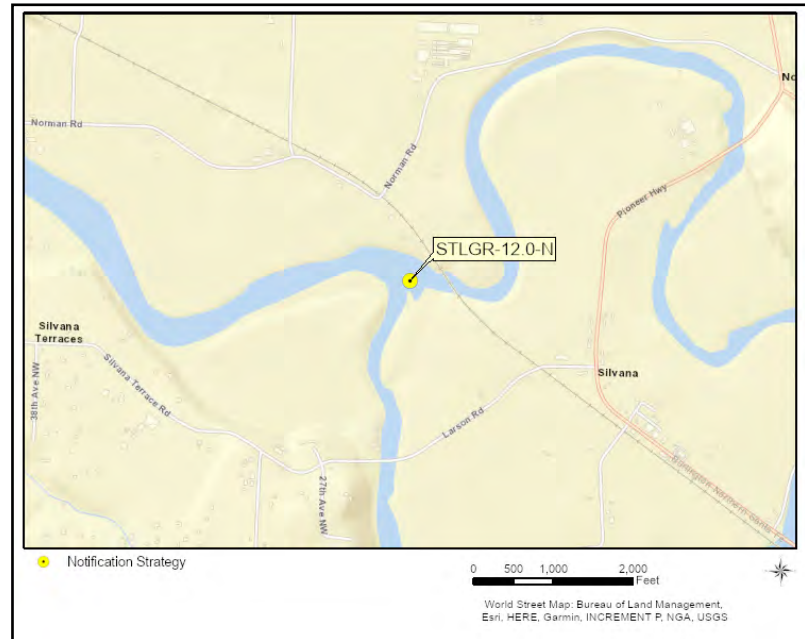 No
Norman Rd
Norman Rd
Pioneer Hwy
STLGR-12.0-N
Silvana
Terraces
38th Ave NW
Silvana Terrace Rd
Silvana
Larson Rd
27th Ave NW
Burlington Northern Santa F
Notification Strategy
0 500 1,000 2,000
Feet
World Street Map: Bureau of Land Management,
Esri, HERE, Garmin, INCREMENT P, NGA, USGS